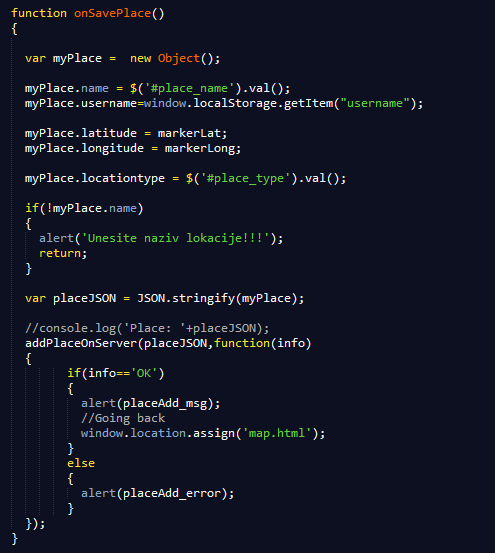 function onSavePlace()
{
var myPlace =  new Object();
myPlace.name = $('#place_name').val();
myPlace.username=window.localStorage.getItem("username");
myPlace.latitude = markerLat;
myPlace.longitude = markerLong;
myPlace.locationtype = $('#place_type').val();
if(!myPlace.name)
{
alert('Unesite naziv lokacije!!!');
return;
}
var placeJSON = JSON.stringify(myPlace);
//console.log('Place: '+placeJSON);
addPlaceOnServer(placeJSON,function(info)
{
if(info=='OK')
{
alert(placeAdd_msg);
//Going back
window.location.assign('map.html');
}
else
{
alert(placeAdd_error);
}
});
}